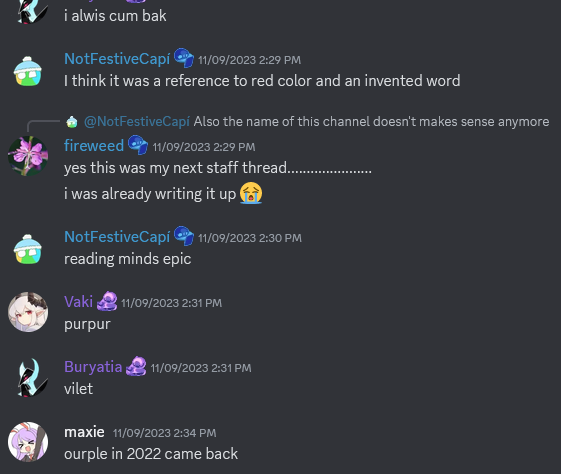 i alwis cum bak
NotFestiveCapí 11/09/2023 2:29 PM
I think it was a reference to red color and an invented word
@NotFestiveCapí Also the name of this channel doesn't makes sense anymore
fireweed 11/09/2023 2:29 PM
yes this was my next staff thread......................
i was already writing it up 😭
NotFestiveCapí 11/09/2023 2:30 PM
reading minds epic
Vaki 11/09/2023 2:31 PM
purpur
Buryatia 11/09/2023 2:31 PM
vilet
maxie 11/09/2023 2:34 PM
ourple in 2022 came back